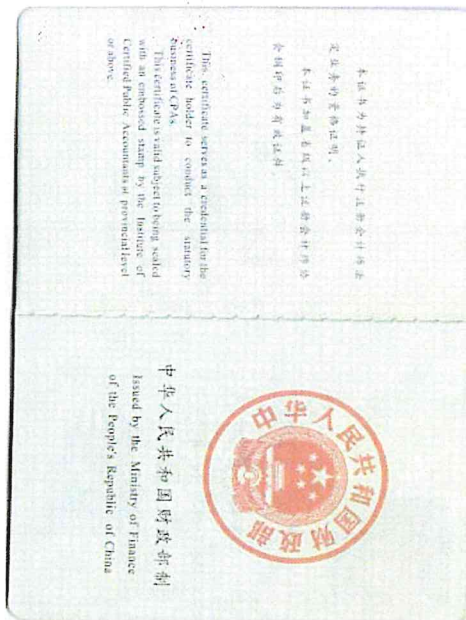 本证书为持证人执行注册会计师法
定业务的资格证明。
本证书加盖省级以上注册会计师协
会钢印后为有效证件
This certificate serves as a credential for the
certificate holder to conduct the statutory
business of CPAs.
This certificate is valid subject to being sealed
with an embossed stamp by the Institute of
Certified Public Accountants of provincial level
or above.
中华人民共和国财政部
中华人民共和国财政部制
Issued by the Ministry of Finance
of the People's Republic of China